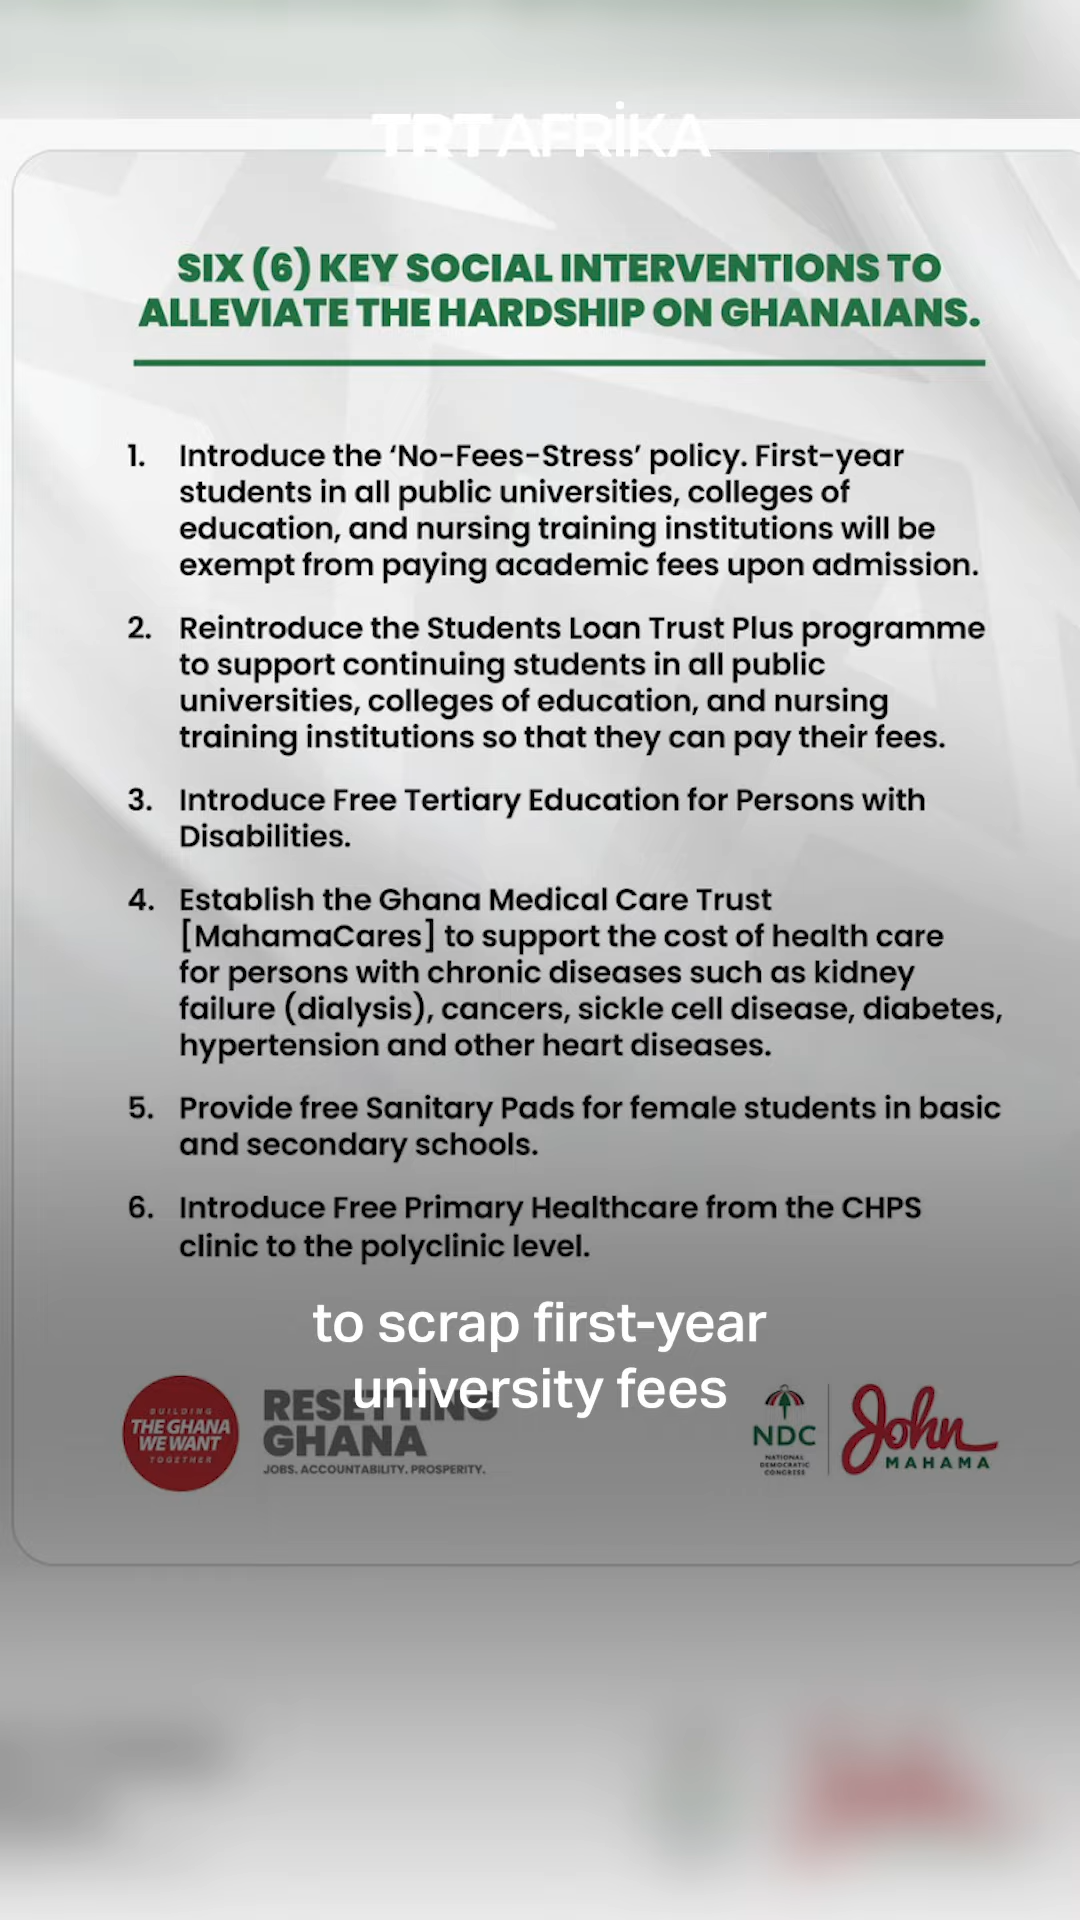 TRT AFRİKA
SIX (6) KEY SOCIAL INTERVENTIONS TO
ALLEVIATE THE HARDSHIP ON GHANAIANS.
1. Introduce the ‘No-Fees-Stress’ policy. First-year
students in all public universities, colleges of
education, and nursing training institutions will be
exempt from paying academic fees upon admission.
2. Reintroduce the Students Loan Trust Plus programme
to support continuing students in all public
universities, colleges of education, and nursing
training institutions so that they can pay their fees.
3. Introduce Free Tertiary Education for Persons with
Disabilities.
4. Establish the Ghana Medical Care Trust
[MahamaCares] to support the cost of health care
for persons with chronic diseases such as kidney
failure (dialysis), cancers, sickle cell disease, diabetes,
hypertension and other heart diseases.
5. Provide free Sanitary Pads for female students in basic
and secondary schools.
6. Introduce Free Primary Healthcare from the CHPS
clinic to the polyclinic level.
to scrap first-year
university fees
BUILDING
THE GHANA
WE WANT
TOGETHER
RESETTING
GHANA
JOBS. ACCOUNTABILITY. PROSPERITY.
NDC
NATIONAL
DEMOCRATIC
CONGRESS
John
MAHAMA